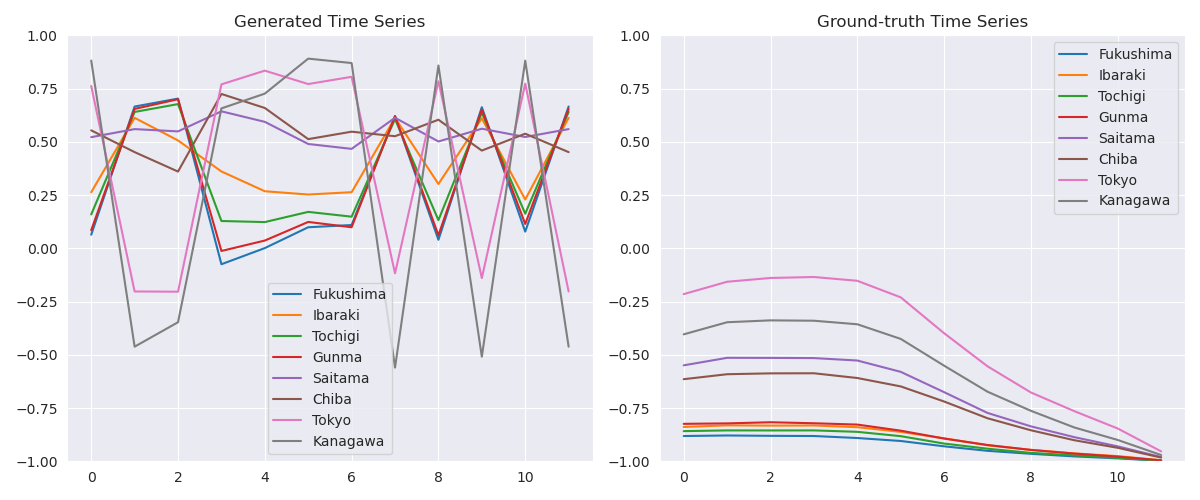 Generated Time Series
1.00
0.75
0.50
0.25
0.00
−0.25
−0.50
−0.75
−1.00
0 2 4 6 8 10
Fukushima
Ibaraki
Tochigi
Gunma
Saitama
Chiba
Tokyo
Kanagawa
Ground-truth Time Series
1.00
0.75
0.50
0.25
0.00
−0.25
−0.50
−0.75
−1.00
0 2 4 6 8 10
Fukushima
Ibaraki
Tochigi
Gunma
Saitama
Chiba
Tokyo
Kanagawa